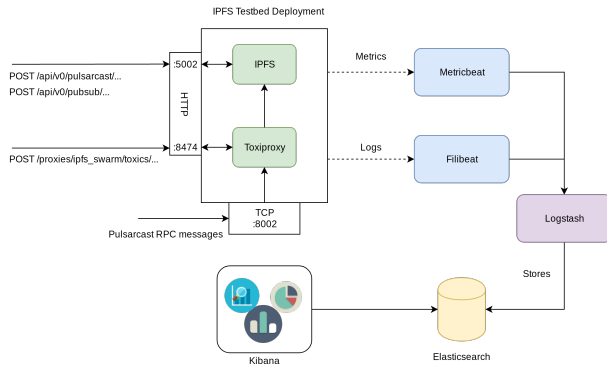 IPFS Testbed Deployment
:5002
IPFS
Metrics
Metricbeat
POST /api/v0/pulsarcast/...
POST /api/v0/pubsub/...
HTTP
:8474
Toxiproxy
Logs
Filibeat
POST /proxies/ipfs_swarm/toxics/...
TCP
:8002
Logstash
Pulsarcast RPC messages
Stores
Kibana
Elasticsearch